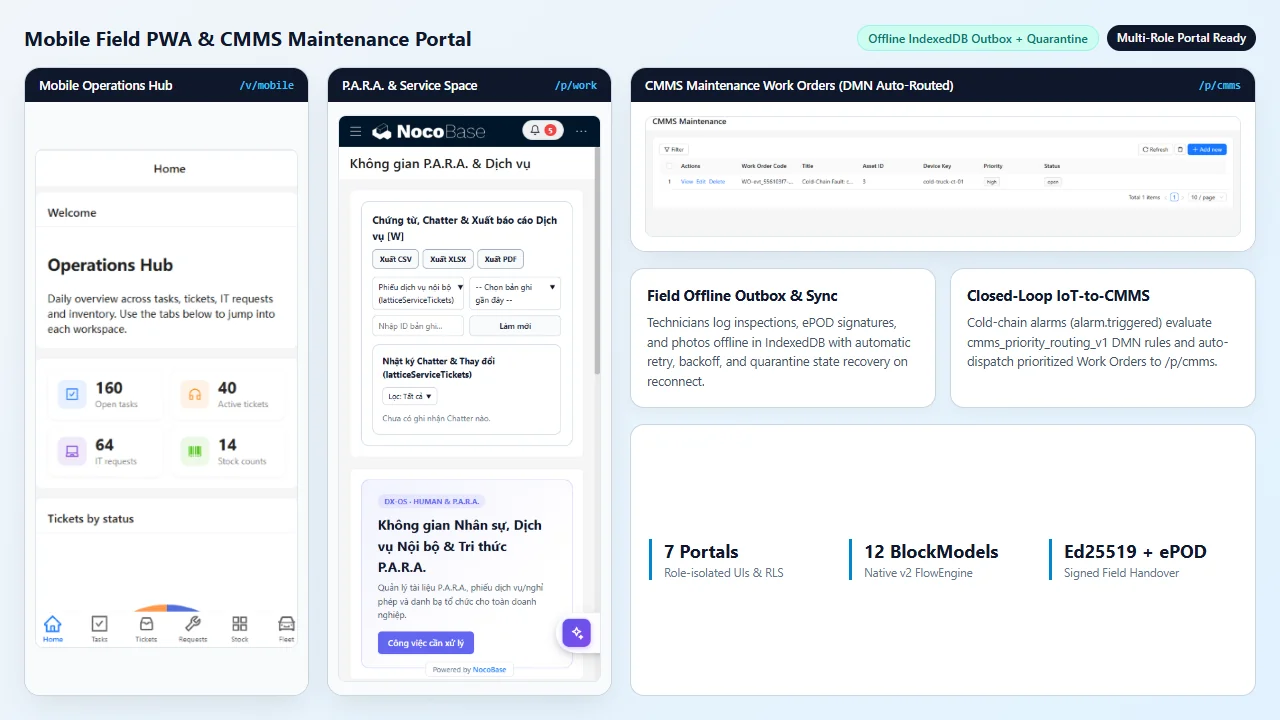 Mobile Field PWA & CMMS Maintenance Portal
Offline IndexedDB Outbox + Quarantine
Multi-Role Portal Ready
Mobile Operations Hub
/v/mobile
Home
Welcome
Operations Hub
Daily overview across tasks, tickets, IT requests
and inventory. Use the tabs below to jump into
each workspace.
160
Open tasks
40
Active tickets
64
IT requests
14
Stock counts
Tickets by status
Home
Tasks
Tickets
Requests
Stock
Fleet
P.A.R.A. & Service Space
/p/work
NocoBase
5
Không gian P.A.R.A. & Dịch vụ
Chứng từ, Chatter & Xuất báo cáo Dịch
vụ [W]
Xuất CSV
Xuất XLSX
Xuất PDF
Phiếu dịch vụ nội bộ
(latticeServiceTickets)
-- Chọn bản ghi
gần đây --
Nhập ID bản ghi...
Làm mới
Nhật ký Chatter & Thay đổi
(latticeServiceTickets)
Lọc: Tất cả
Chưa có ghi nhận Chatter nào.
DX-OS · HUMAN & P.A.R.A.
Không gian Nhân sự, Dịch
vụ Nội bộ & Tri thức
P.A.R.A.
Quản lý tài liệu P.A.R.A., phiếu dịch vụ/nghỉ
phép và danh bạ tổ chức cho toàn doanh
nghiệp.
Công việc cần xử lý
Powered by NocoBase
CMMS Maintenance Work Orders (DMN Auto-Routed)
/p/cmms
CMMS Maintenance
Filter
Refresh
+ Add new
Actions
Work Order Code
Title
Asset ID
Device Key
Priority
Status
1
View Edit Delete
WO-evt_556103f7-...
Cold-Chain Fault: c...
3
cold-truck-ct-01
high
open
Total 1 items
1
10 / page
Field Offline Outbox & Sync
Technicians log inspections, ePOD signatures,
and photos offline in IndexedDB with automatic
retry, backoff, and quarantine state recovery on
reconnect.
Closed-Loop IoT-to-CMMS
Cold-chain alarms (alarm.triggered) evaluate
cmms_priority_routing_v1 DMN rules and auto-
dispatch prioritized Work Orders to /p/cmms.
7 Portals
Role-isolated UIs & RLS
12 BlockModels
Native v2 FlowEngine
Ed25519 + ePOD
Signed Field Handover